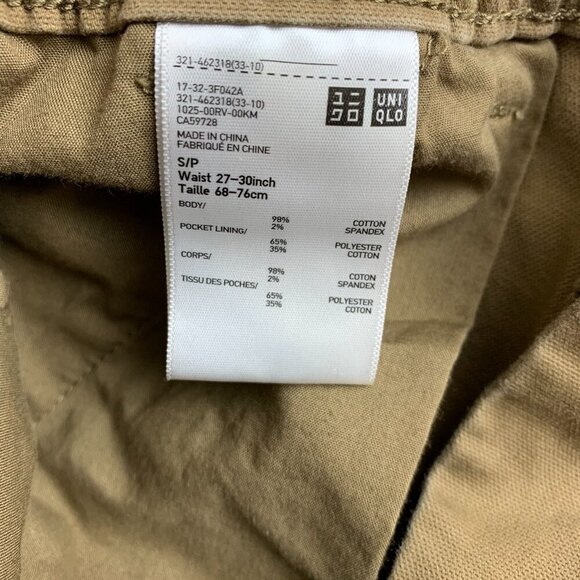 321-462318(33-10)
17-32-3F042A
321-462318(33-10)
1025-00RV-00KM
CA59728
ユニ
クロ
UNI
QLO
MADE IN CHINA
FABRIQUÉ EN CHINE
S/P
Waist 27-30inch
Taille 68-76cm
BODY/
98% COTTON
2% SPANDEX
POCKET LINING/
65% POLYESTER
35% COTTON
CORPS/
98% COTON
2% SPANDEX
TISSU DES POCHES/
65% POLYESTER
35% COTON